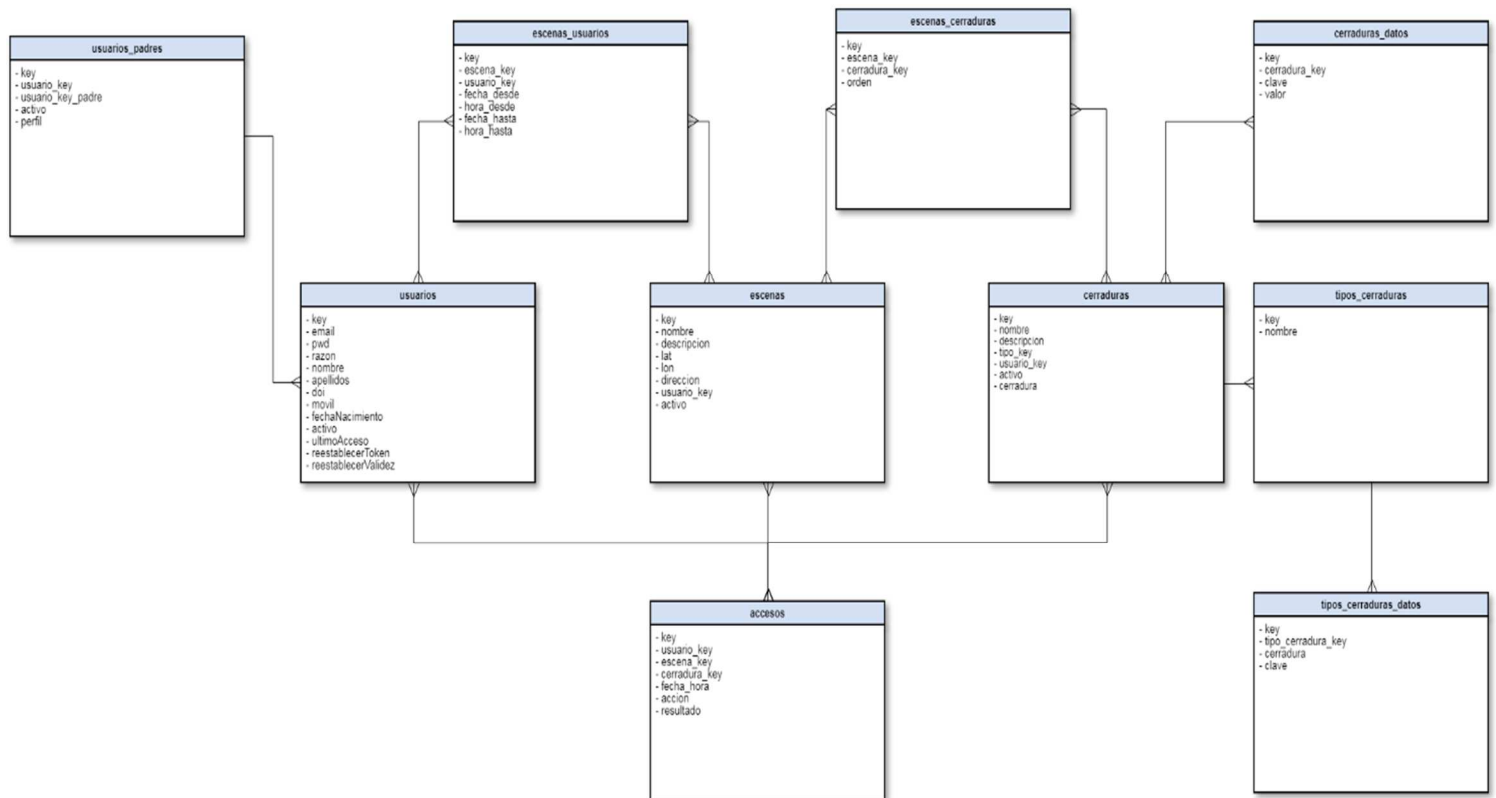 usuarios_padres
- key
- usuario_key
- usuario_key_padre
- activo
- perfil
escenas_usuarios
- key
- escena_key
- usuario_key
- fecha_desde
- hora_desde
- fecha_hasta
- hora_hasta
escenas_cerraduras
- key
- escena_key
- cerradura_key
- orden
cerraduras_datos
- key
- cerradura_key
- clave
- valor
usuarios
- key
- email
- pwd
- razon
- nombre
- apellidos
- doi
- movil
- fechaNacimiento
- activo
- ultimoAcceso
- reestablecerToken
- reestablecerValidez
escenas
- key
- nombre
- descripcion
- lat
- lon
- direccion
- usuario_key
- activo
cerraduras
- key
- nombre
- descripcion
- tipo_key
- usuario_key
- activo
- cerradura
tipos_cerraduras
- key
- nombre
accesos
- key
- usuario_key
- escena_key
- cerradura_key
- fecha_hora
- accion
- resultado
tipos_cerraduras_datos
- key
- tipo_cerradura_key
- cerradura
- clave